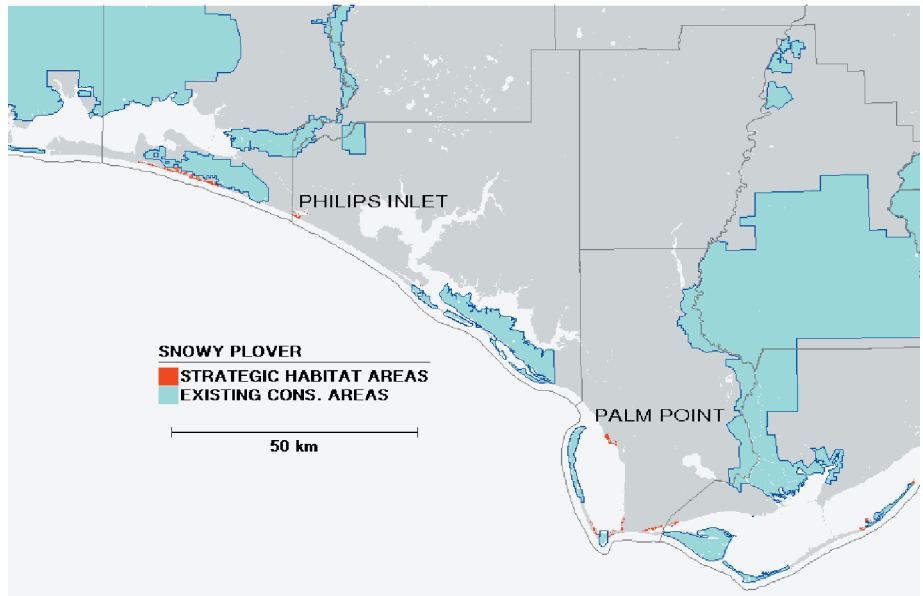 PHILIPS INLET
SNOWY PLOVER
STRATEGIC HABITAT AREAS
EXISTING CONS. AREAS
PALM POINT
50 km